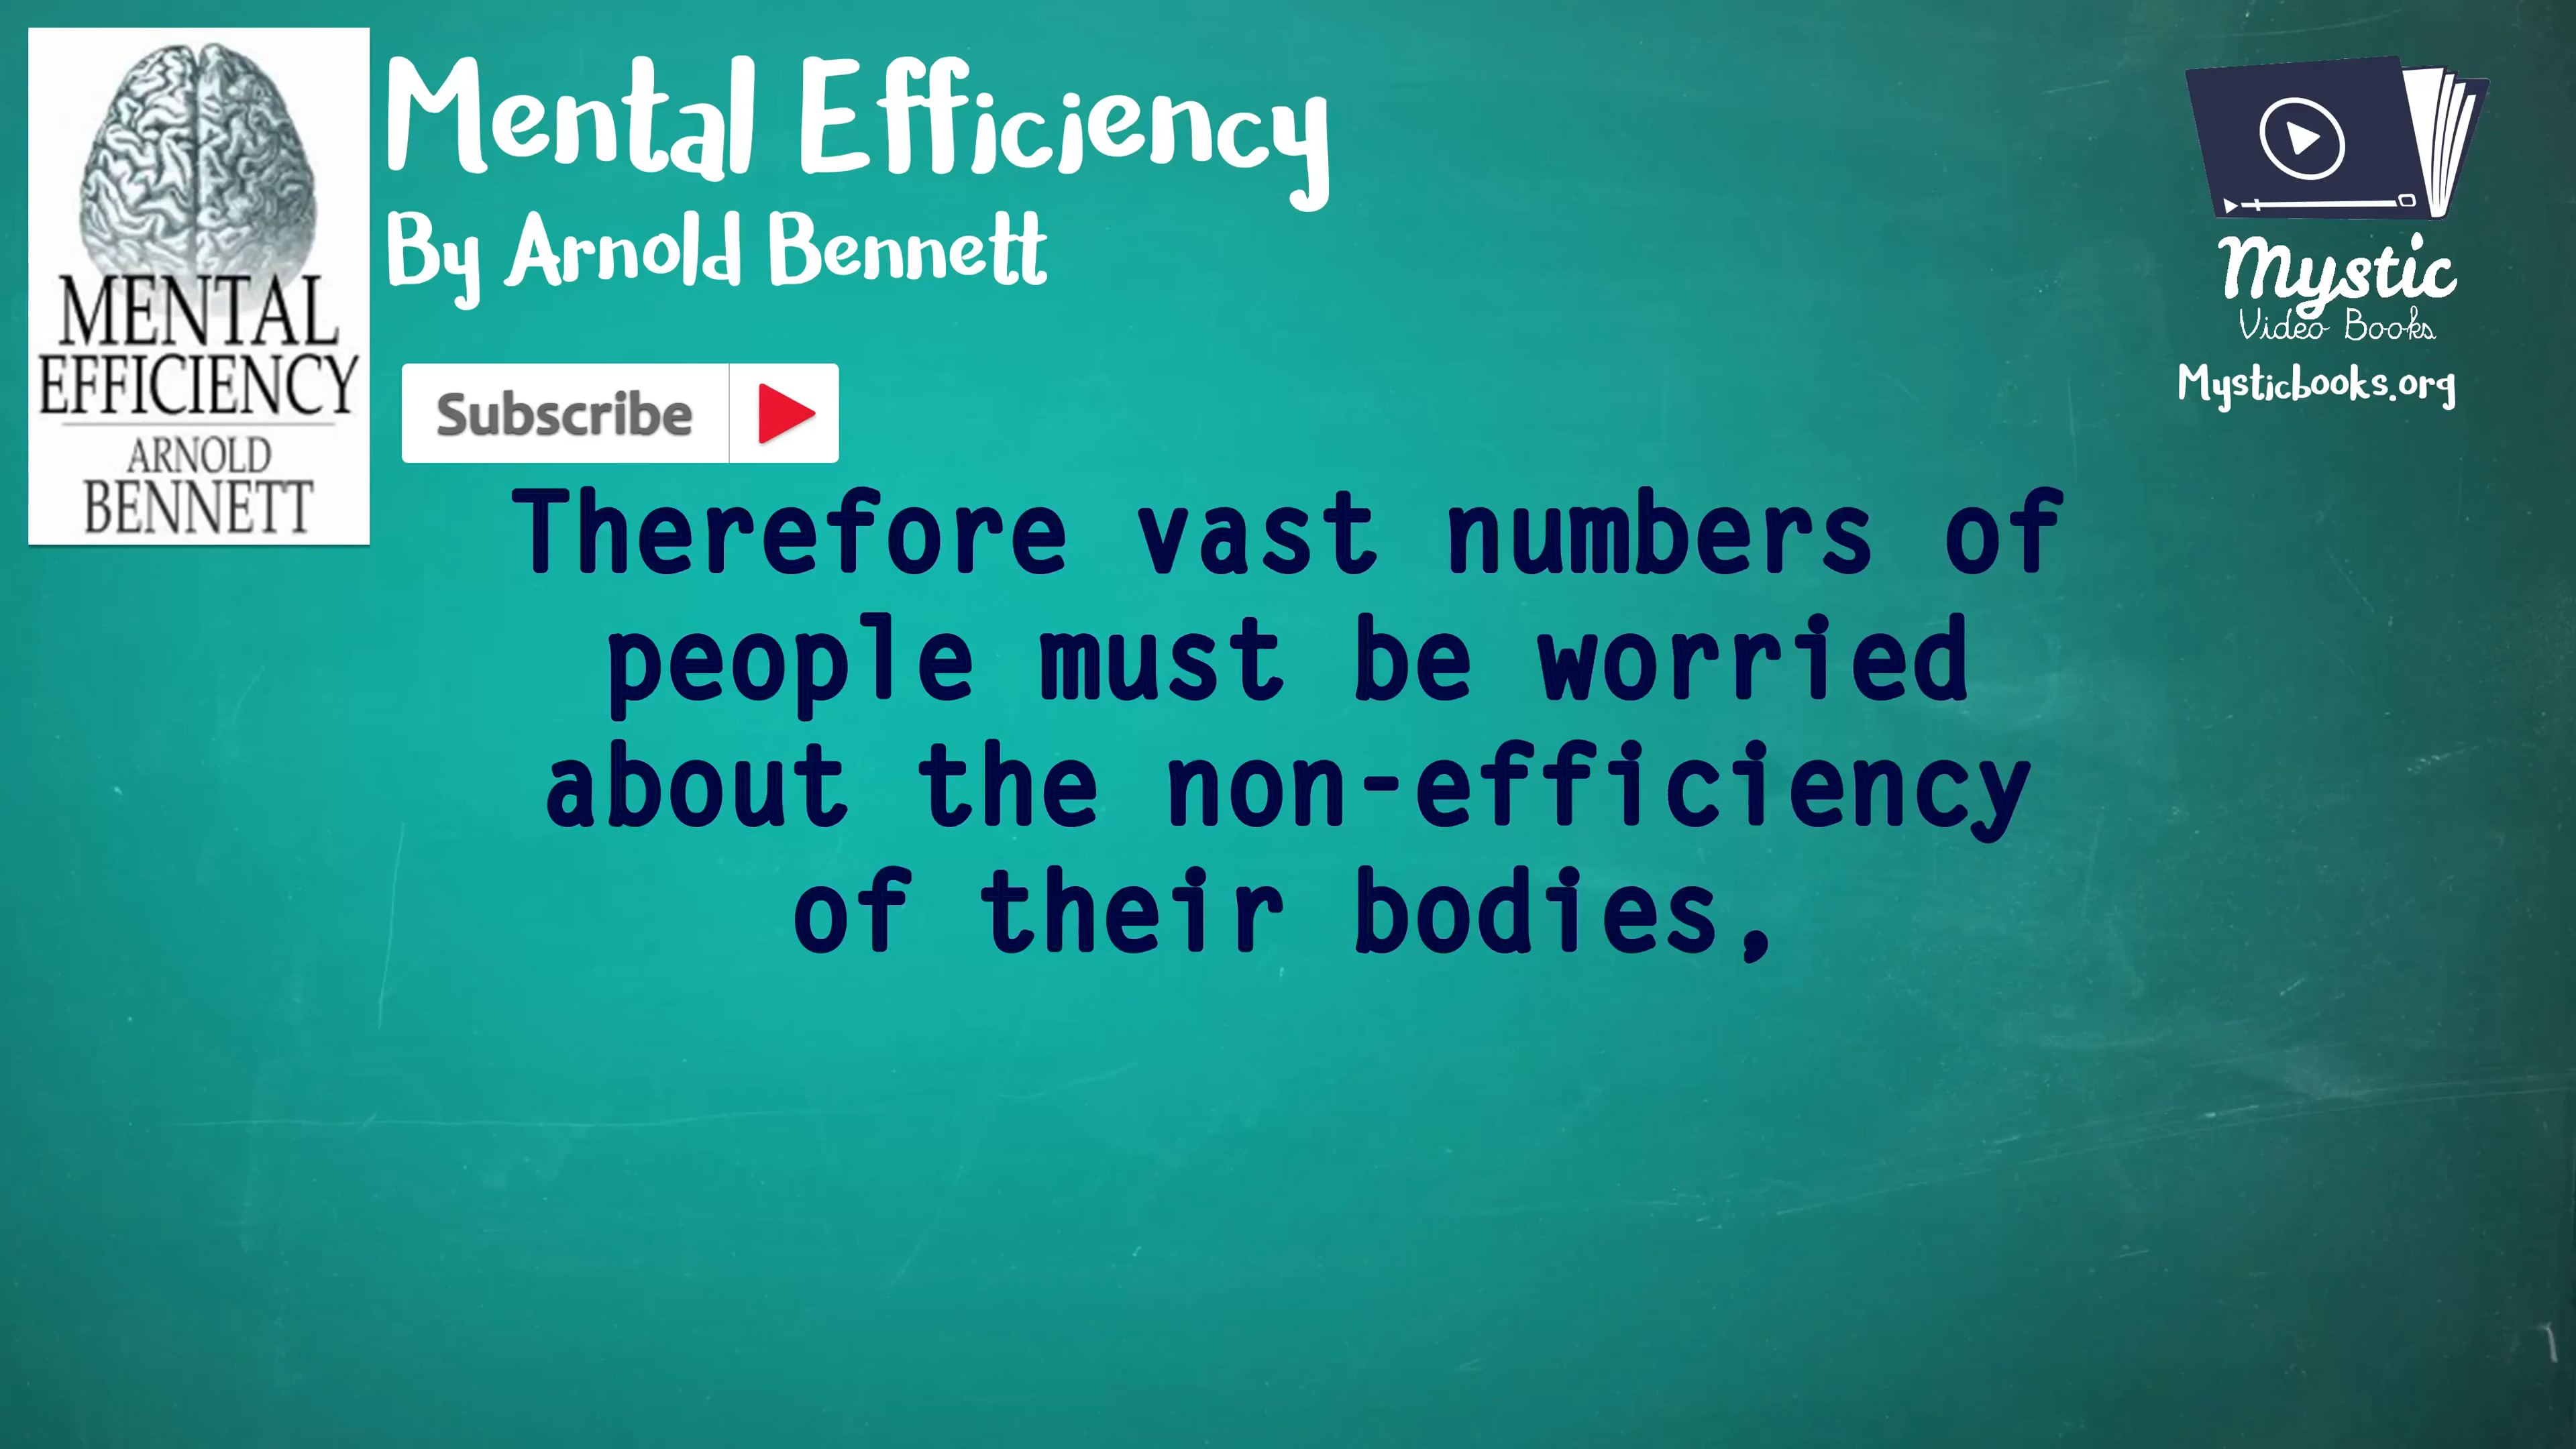 MENTAL
EFFICIENCY
ARNOLD
BENNETT
Mental Efficiency
By Arnold Bennett
Subscribe
Mystic
Video Books
Mysticbooks.org
Therefore vast numbers of
people must be worried
about the non-efficiency
of their bodies,